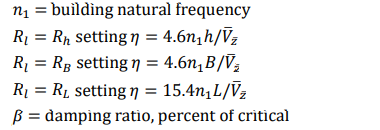 n₁ = building natural frequency
Rₗ = Rₕ setting η = 4.6n₁h/V̄_z̄
Rₗ = R_B setting η = 4.6n₁B/V̄_z̄
Rₗ = R_L setting η = 15.4n₁L/V̄_z̄
β = damping ratio, percent of critical